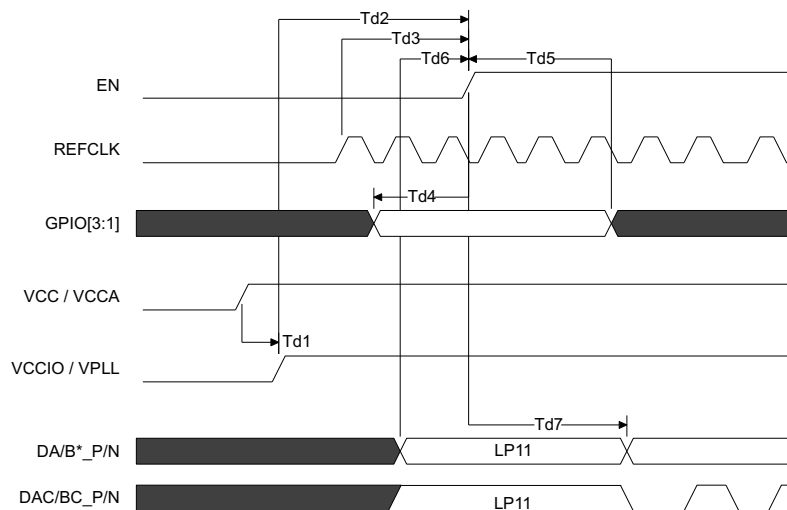 Td2
Td3
Td6
Td5
EN
REFCLK
Td4
GPIO[3:1]
VCC / VCCA
Td1
VCCIO / VPLL
Td7
DA/B*_P/N
LP11
DAC/BC_P/N
LP11